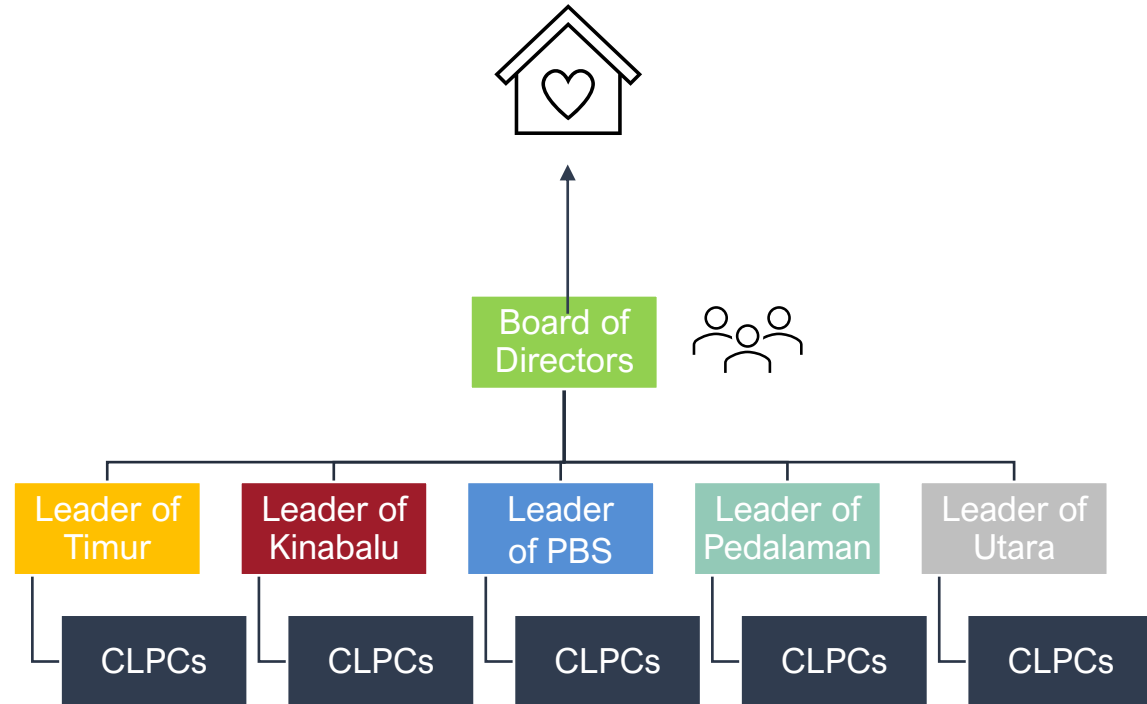 Board of
Directors
Leader of
Timur
Leader of
Kinabalu
Leader
of PBS
Leader of
Pedalaman
Leader of
Utara
CLPCs
CLPCs
CLPCs
CLPCs
CLPCs